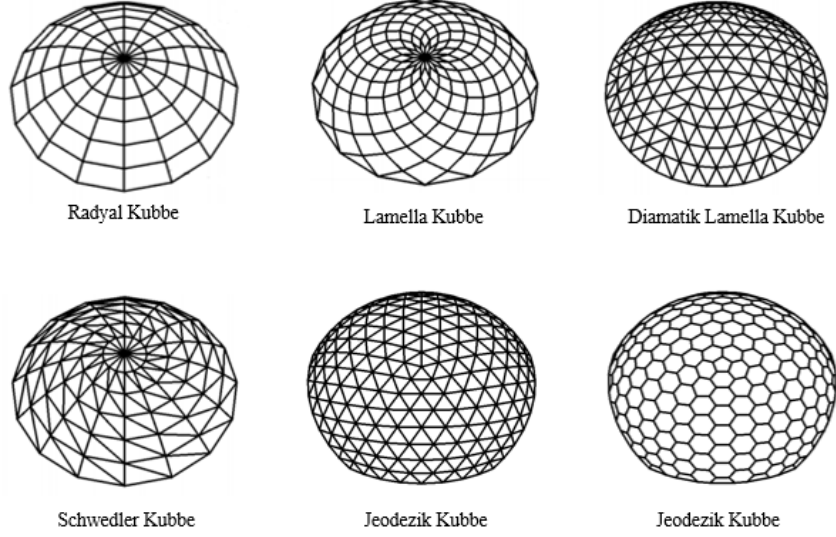 Radyal Kubbe
Lamella Kubbe
Diamatik Lamella Kubbe
Schwedler Kubbe
Jeodezik Kubbe
Jeodezik Kubbe